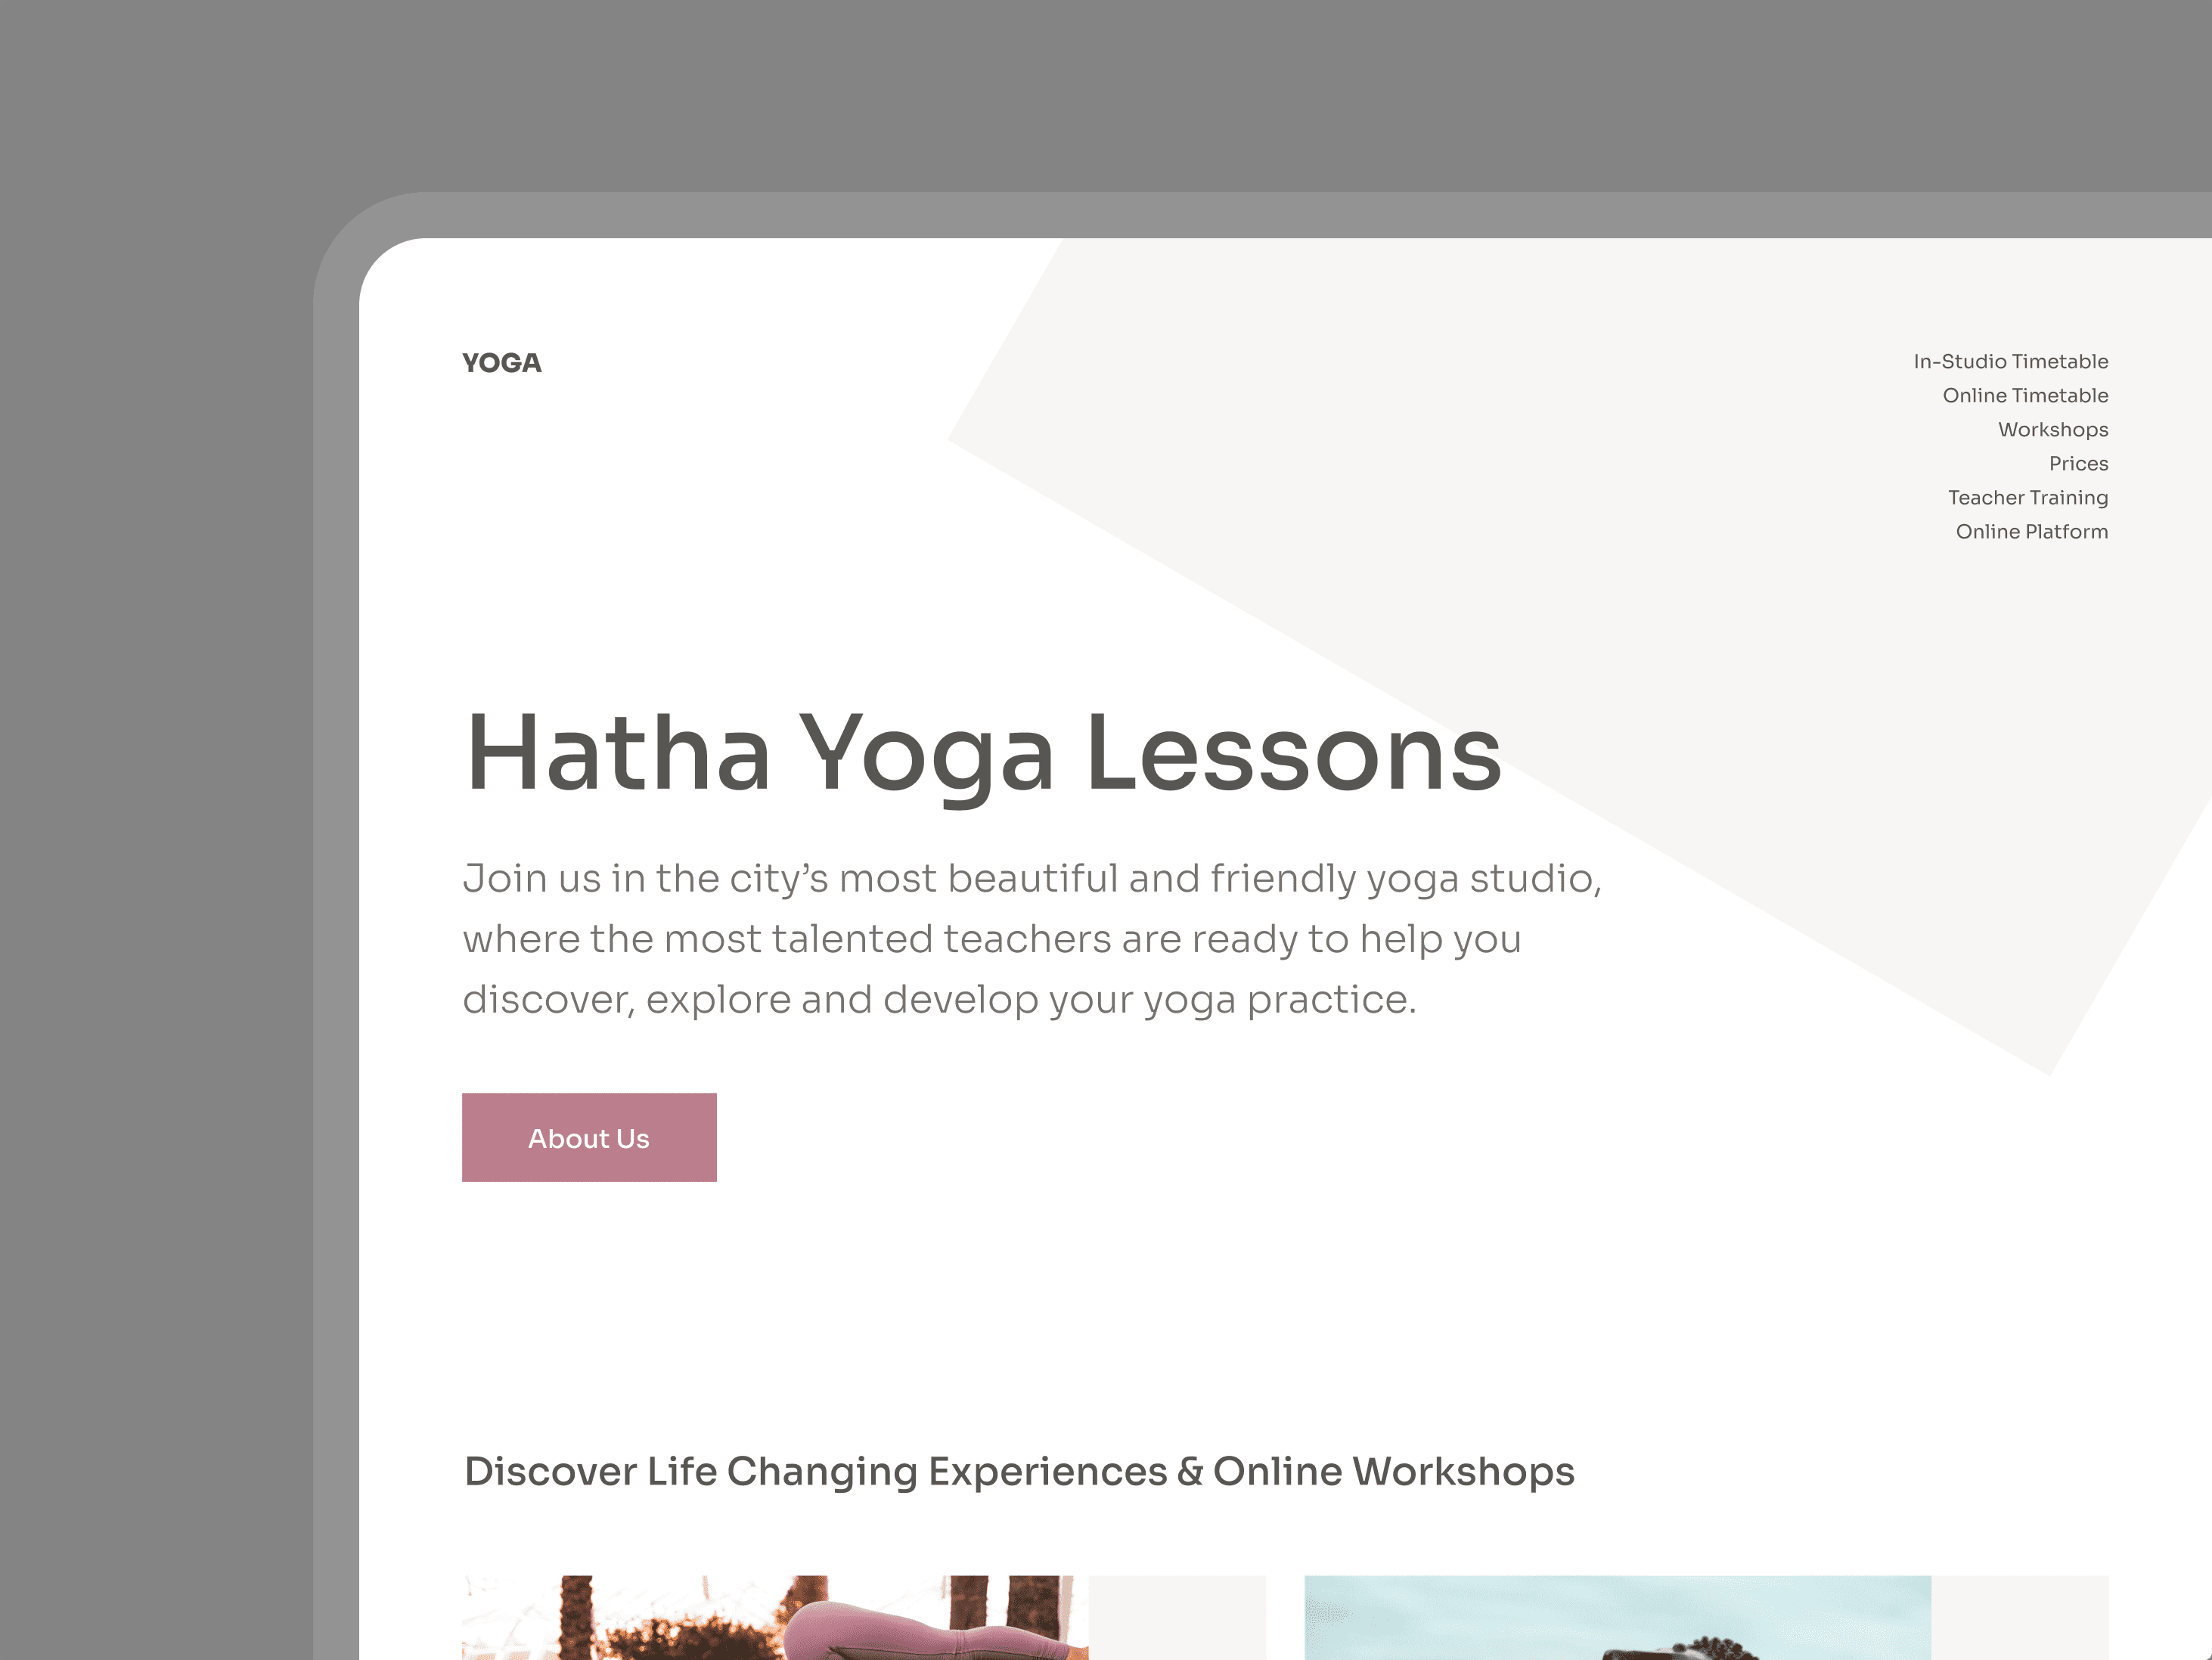 YOGA
In-Studio Timetable
Online Timetable
Workshops
Prices
Teacher Training
Online Platform
Hatha Yoga Lessons
Join us in the city’s most beautiful and friendly yoga studio,
where the most talented teachers are ready to help you
discover, explore and develop your yoga practice.
About Us
Discover Life Changing Experiences & Online Workshops